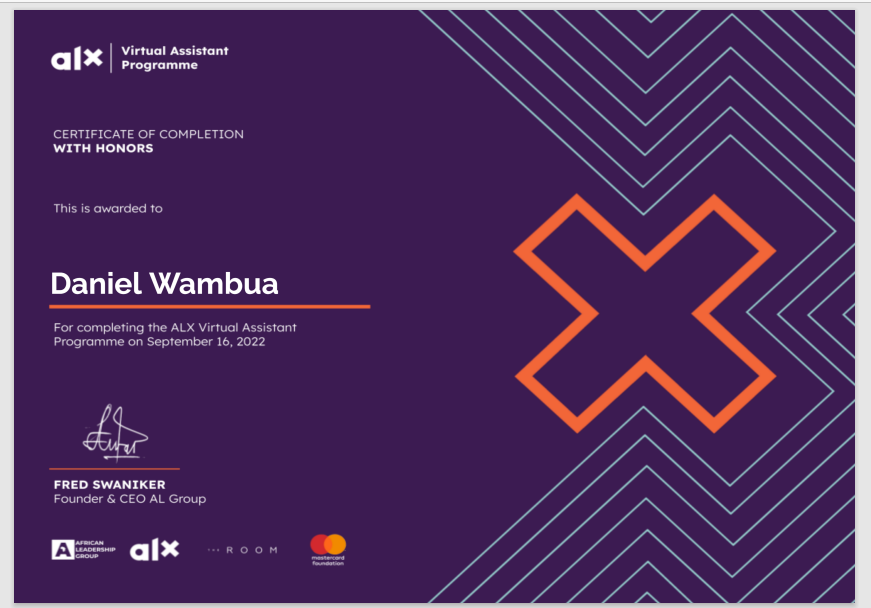 alx
Virtual Assistant
Programme
CERTIFICATE OF COMPLETION
WITH HONORS
This is awarded to
Daniel Wambua
For completing the ALX Virtual Assistant
Programme on September 16, 2022
FRED SWANIKER
Founder & CEO AL Group
A AFRICAN
LEADERSHIP
GROUP
alx
ROOM
mastercard
foundation